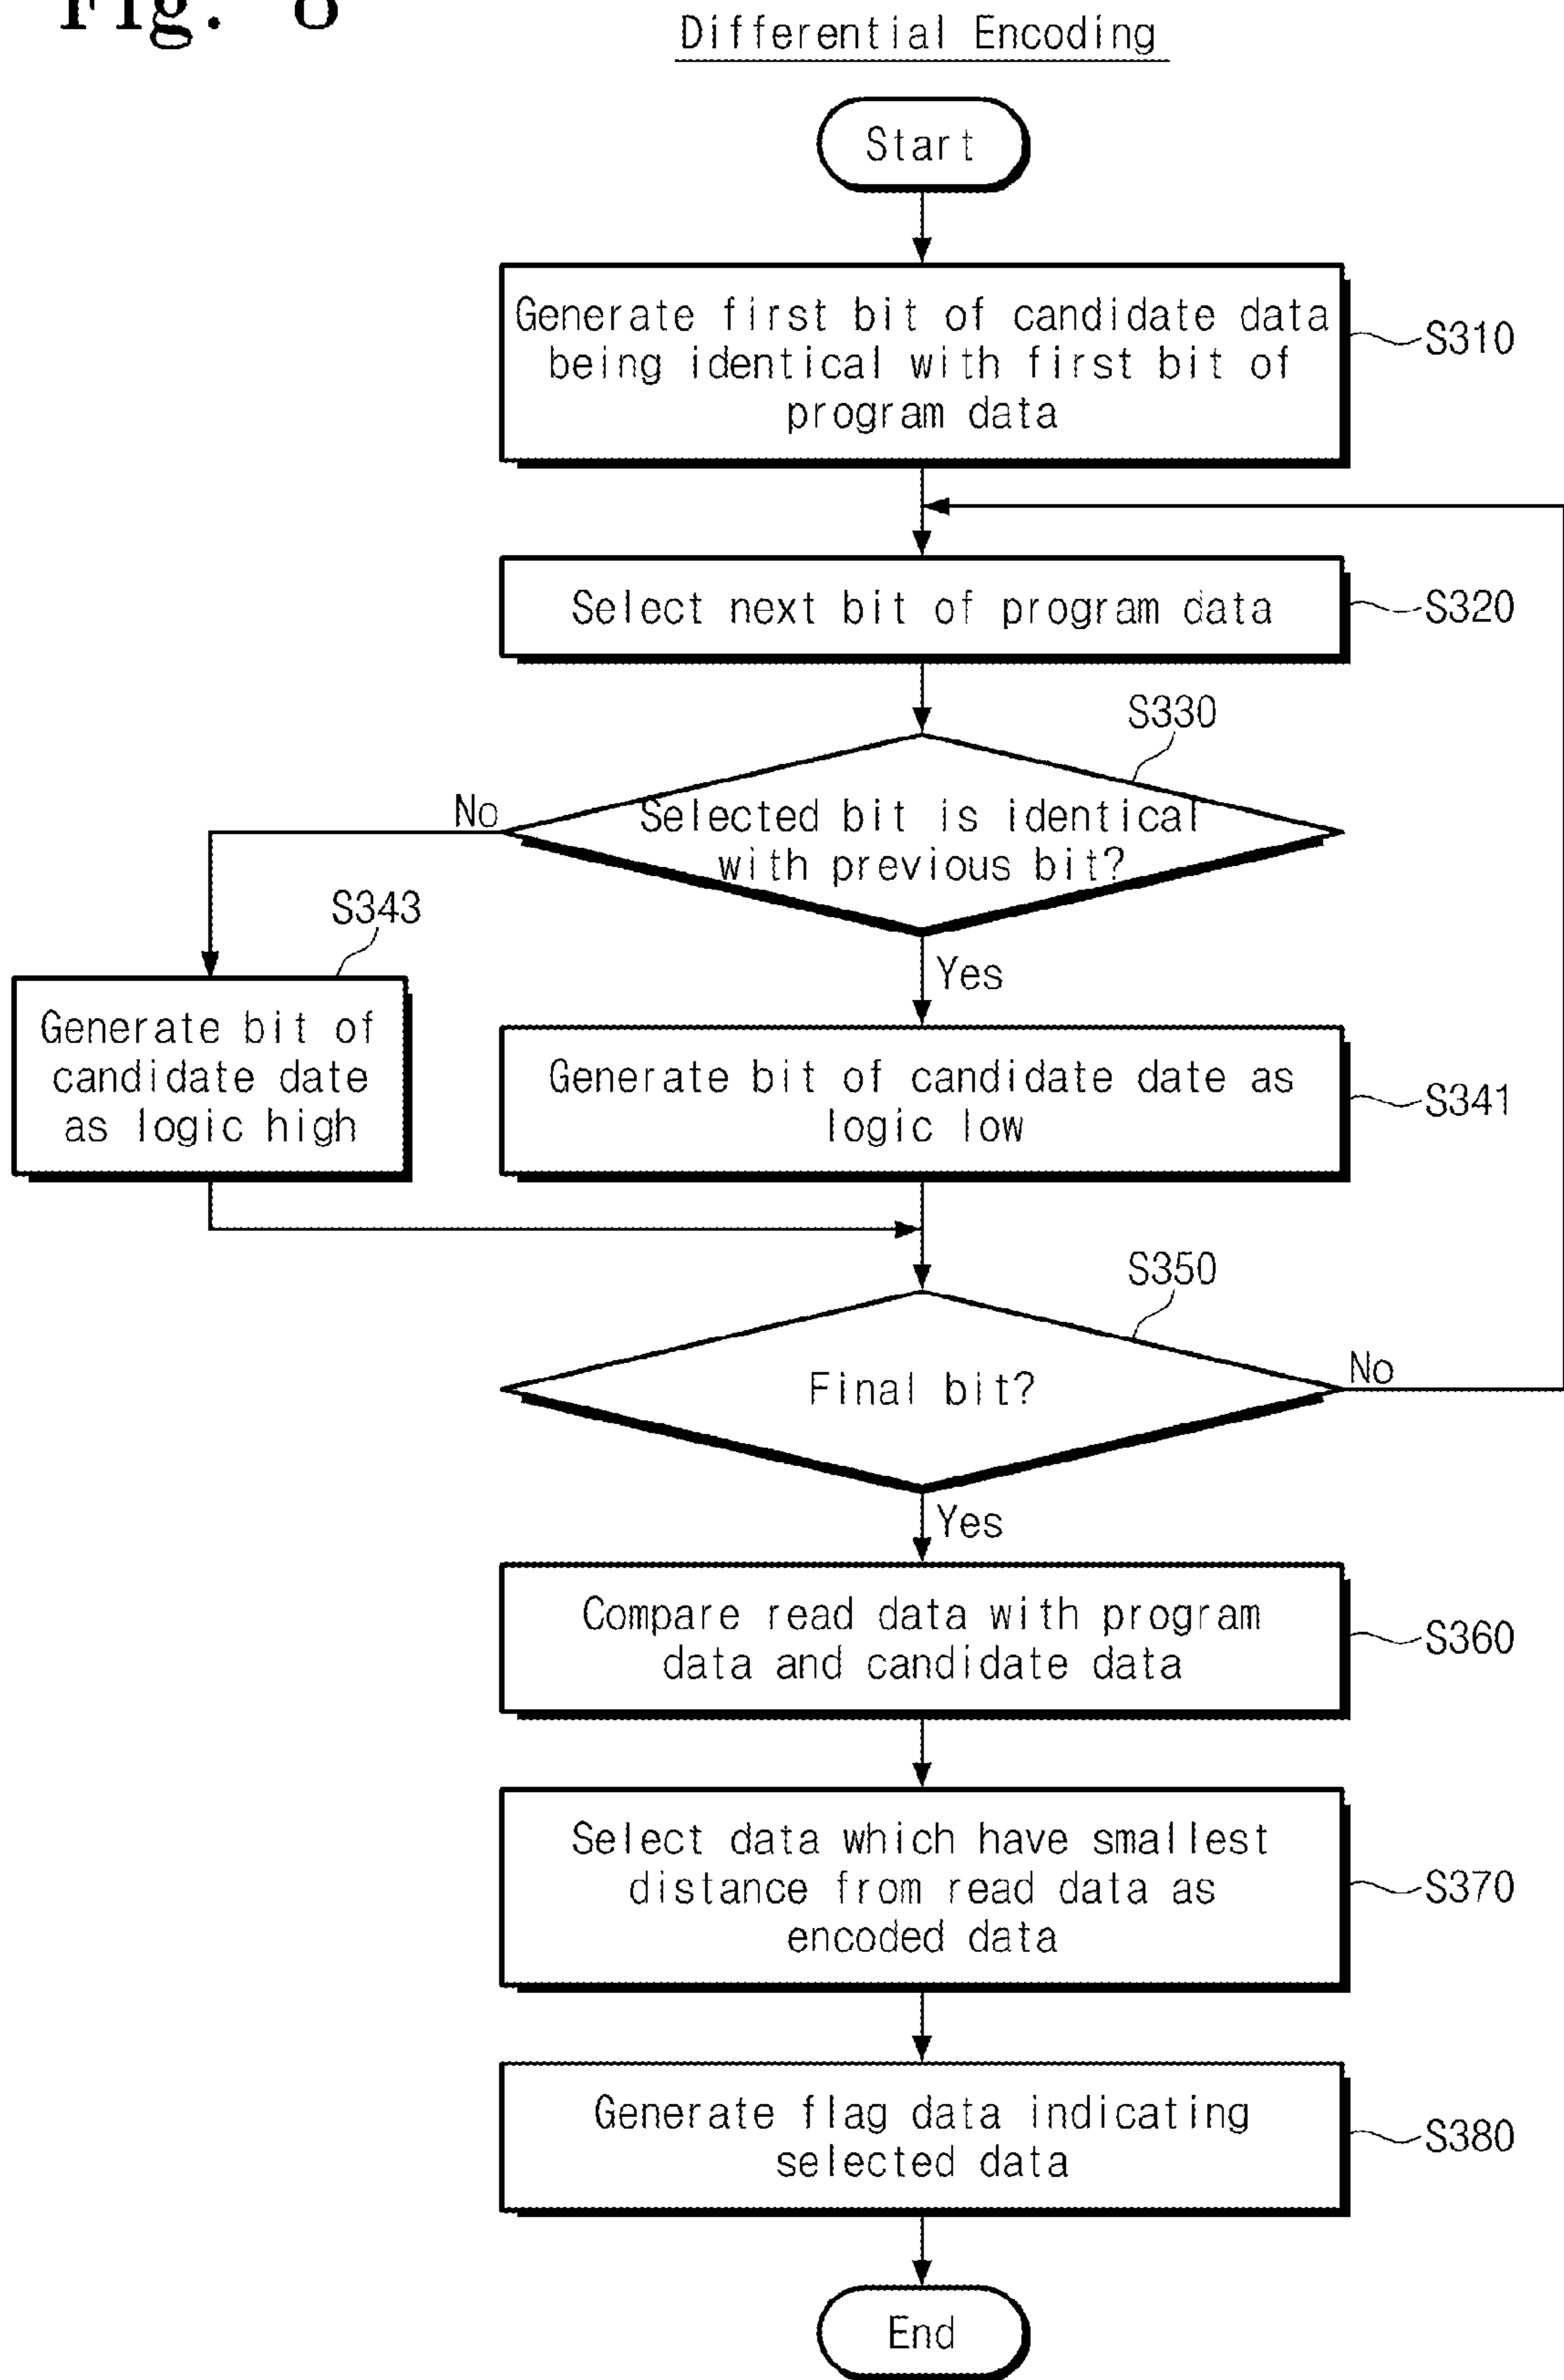 Fig. 8
Differential Encoding
Start
Generate first bit of candidate data
being identical with first bit of
program data
S310
Select next bit of program data
S320
S330
Selected bit is identical
with previous bit?
No
Yes
S343
Generate bit of
candidate date
as logic high
Generate bit of candidate date as
logic low
S341
S350
Final bit?
No
Yes
Compare read data with program
data and candidate data
S360
Select data which have smallest
distance from read data as
encoded data
S370
Generate flag data indicating
selected data
S380
End